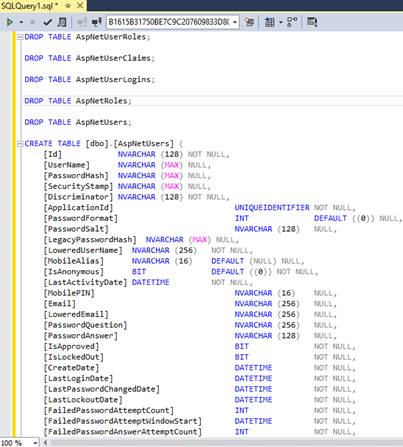 SQLQuery1.sql *
B1615B31750BE7C9C207609833D80
DROP TABLE AspNetUserRoles;
DROP TABLE AspNetUserClaims;
DROP TABLE AspNetUserLogins;
DROP TABLE AspNetRoles;
DROP TABLE AspNetUsers;
CREATE TABLE [dbo].[AspNetUsers] (
[Id] NVARCHAR (128) NOT NULL,
[UserName] NVARCHAR (MAX) NULL,
[PasswordHash] NVARCHAR (MAX) NULL,
[SecurityStamp] NVARCHAR (MAX) NULL,
[Discriminator] NVARCHAR (128) NOT NULL,
[ApplicationId] UNIQUEIDENTIFIER NOT NULL,
[PasswordFormat] INT DEFAULT ((0)) NULL,
[PasswordSalt] NVARCHAR (128) NULL,
[LegacyPasswordHash] NVARCHAR (MAX) NULL,
[LoweredUserName] NVARCHAR (256) NOT NULL,
[MobileAlias] NVARCHAR (16) DEFAULT (NULL) NULL,
[IsAnonymous] BIT DEFAULT ((0)) NOT NULL,
[LastActivityDate] DATETIME NOT NULL,
[MobilePIN] NVARCHAR (16) NULL,
[Email] NVARCHAR (256) NULL,
[LoweredEmail] NVARCHAR (256) NULL,
[PasswordQuestion] NVARCHAR (256) NULL,
[PasswordAnswer] NVARCHAR (128) NULL,
[IsApproved] BIT NOT NULL,
[IsLockedOut] BIT NOT NULL,
[CreateDate] DATETIME NOT NULL,
[LastLoginDate] DATETIME NOT NULL,
[LastPasswordChangedDate] DATETIME NOT NULL,
[LastLockoutDate] DATETIME NOT NULL,
[FailedPasswordAttemptCount] INT NOT NULL,
[FailedPasswordAttemptWindowStart] DATETIME NOT NULL,
[FailedPasswordAnswerAttemptCount] INT NOT NULL,
100 %